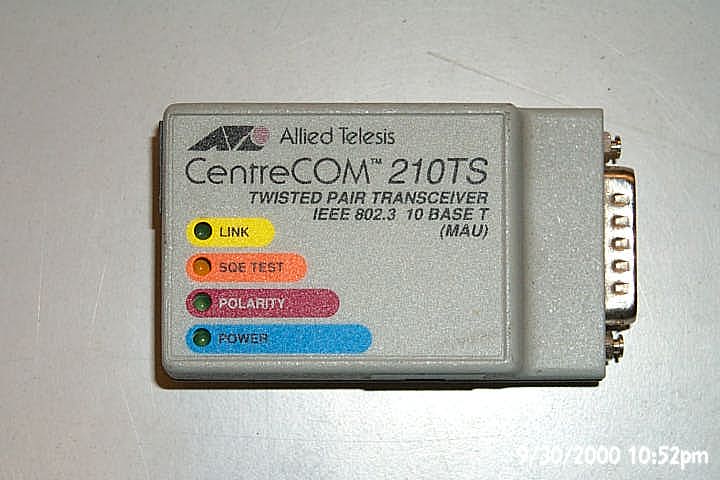 Allied Telesis
CentreCOM™ 210TS
TWISTED PAIR TRANSCEIVER
IEEE 802.3 10 BASE T
(MAU)
LINK
SQE TEST
POLARITY
POWER
9/30/2000 10:52pm